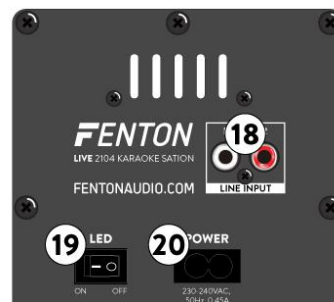 FENTON
LIVE 2104 KARAOKE SATION
FENTONAUDIO.COM
18
LINE INPUT
19
LED
ON OFF
20
POWER
230-240VAC,
50Hz, 0.45A